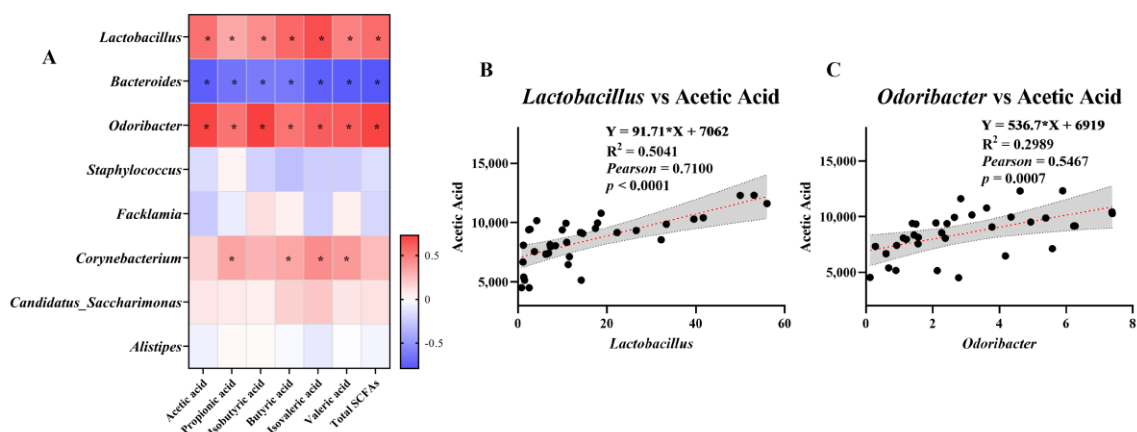 A
Lactobacillus
Bacteroides
Odoribacter
Staphylococcus
Facklamia
Corynebacterium
Candidatus_Saccharimonas
Alistipes
* * * * * * *
* * * * * * *
* * * * * * *
* * * *
0.5
0
-0.5
Acetic acid
Propionic acid
Isobutyric acid
Butyric acid
Isovaleric acid
Valeric acid
Total SCFAs
B
Lactobacillus vs Acetic Acid
Y = 91.71*X + 7062
R² = 0.5041
Pearson = 0.7100
p < 0.0001
Acetic Acid
15,000
10,000
5,000
0 20 40 60
Lactobacillus
C
Odoribacter vs Acetic Acid
Y = 536.7*X + 6919
R² = 0.2989
Pearson = 0.5467
p = 0.0007
Acetic Acid
15,000
10,000
5,000
0 2 4 6 8
Odoribacter